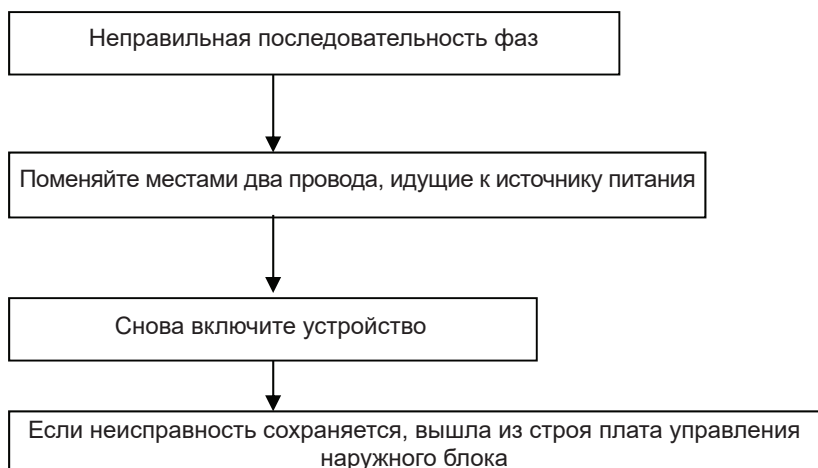 Неправильная последовательность фаз
Поменяйте местами два провода, идущие к источнику питания
Снова включите устройство
Если неисправность сохраняется, вышла из строя плата управления
наружного блока